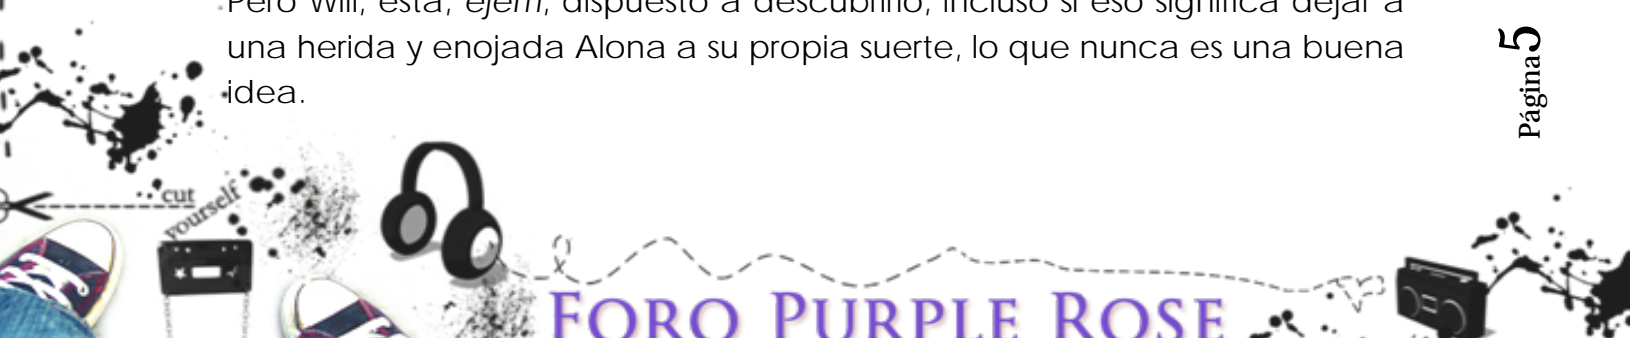 Pero Will, está, ejem, dispuesto a descubrirlo, incluso si eso significa dejar a
una herida y enojada Alona a su propia suerte, lo que nunca es una buena
idea.
Página5
cut
yourself
FORO PURPLE ROSE